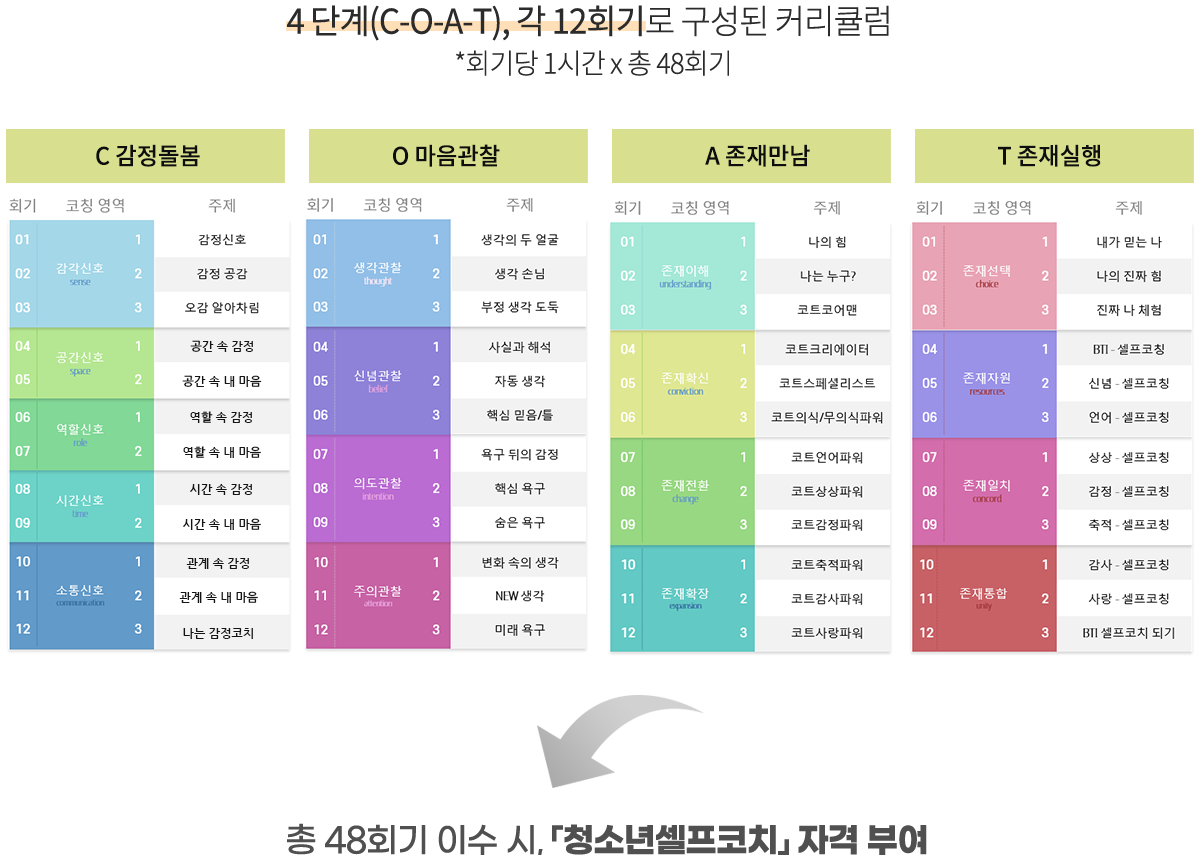 4 단계(C-O-A-T), 각 12회기로 구성된 커리큘럼
*회기당 1시간 x 총 48회기
C 감정돌봄
회기 코칭 영역 주제
01 1 감정신호
감각신호
sense
02 2 감정 공감
03 3 오감 알아차림
04 1 공간 속 감정
공간신호
space
05 2 공간 속 내 마음
06 1 역할 속 감정
역할신호
role
07 2 역할 속 내 마음
08 1 시간 속 감정
시간신호
time
09 2 시간 속 내 마음
10 1 관계 속 감정
소통신호
communication
11 2 관계 속 내 마음
12 3 나는 감정코치
O 마음관찰
회기 코칭 영역 주제
01 1 생각의 두 얼굴
생각관찰
thought
02 2 생각 손님
03 3 부정 생각 도둑
04 1 사실과 해석
신념관찰
belief
05 2 자동 생각
06 3 핵심 믿음/틀
07 1 욕구 뒤의 감정
의도관찰
intention
08 2 핵심 욕구
09 3 숨은 욕구
10 1 변화 속의 생각
주의관찰
attention
11 2 NEW 생각
12 3 미래 욕구
A 존재만남
회기 코칭 영역 주제
01 1 나의 힘
존재이해
understanding
02 2 나는 누구?
03 3 코트코어맨
04 1 코트크리에이터
존재확신
conviction
05 2 코트스페셜리스트
06 3 코트의식/무의식파워
07 1 코트언어파워
존재전환
change
08 2 코트상상파워
09 3 코트감정파워
10 1 코트축적파워
존재확장
expansion
11 2 코트감사파워
12 3 코트사랑파워
T 존재실행
회기 코칭 영역 주제
01 1 내가 믿는 나
존재선택
choice
02 2 나의 진짜 힘
03 3 진짜 나 체험
04 1 BTI - 셀프코칭
존재자원
resources
05 2 신념 - 셀프코칭
06 3 언어 - 셀프코칭
07 1 상상 - 셀프코칭
존재일치
concord
08 2 감정 - 셀프코칭
09 3 축적 - 셀프코칭
10 1 감사 - 셀프코칭
존재통합
unity
11 2 사랑 - 셀프코칭
12 3 BTI 셀프코치 되기
총 48회기 이수 시, 「청소년셀프코치」 자격 부여